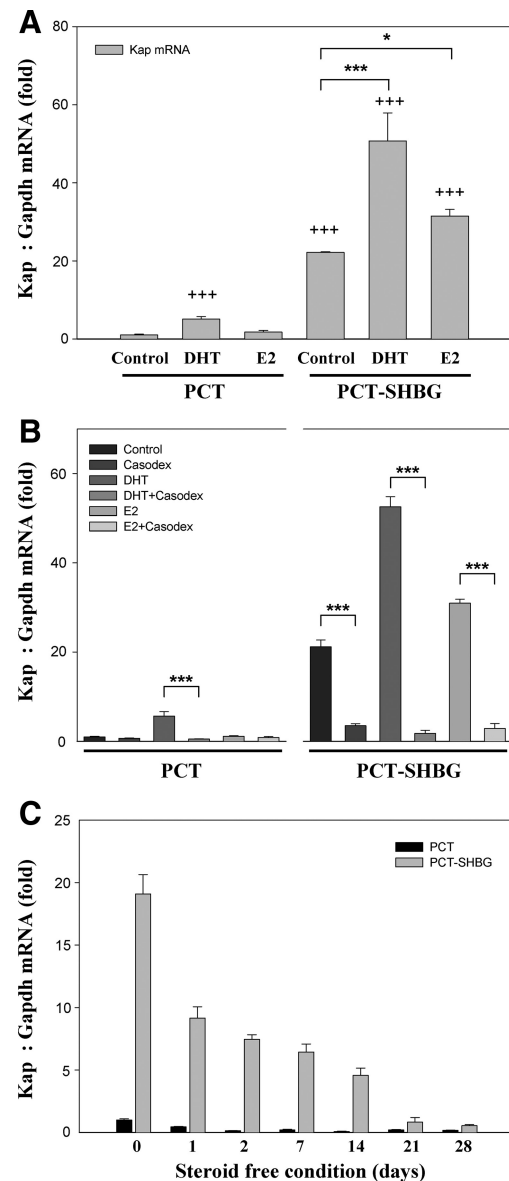 A
Kap : Gapdh mRNA (fold)
80
60
40
20
0
Kap mRNA
*
***
+++
+++
+++
+++
Control DHT E2 Control DHT E2
PCT PCT-SHBG
B
Kap : Gapdh mRNA (fold)
60
40
20
0
Control
Casodex
DHT
DHT+Casodex
E2
E2+Casodex
***
***
***
***
PCT PCT-SHBG
C
Kap : Gapdh mRNA (fold)
25
20
15
10
5
0
PCT
PCT-SHBG
0 1 2 7 14 21 28
Steroid free condition (days)